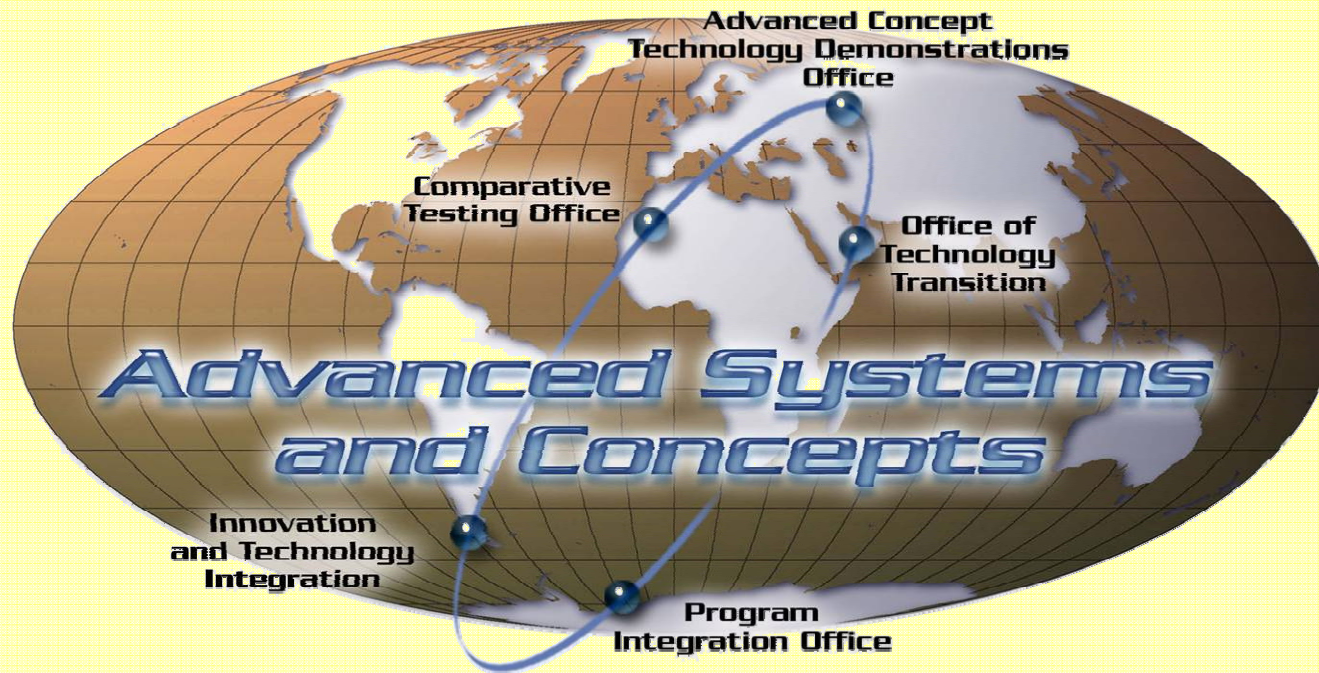 Advanced Concept
Technology Demonstrations
Office
Comparative
Testing Office
Office of
Technology
Transition
Advanced Systems
and Concepts
Innovation
and Technology
Integration
Program
Integration Office